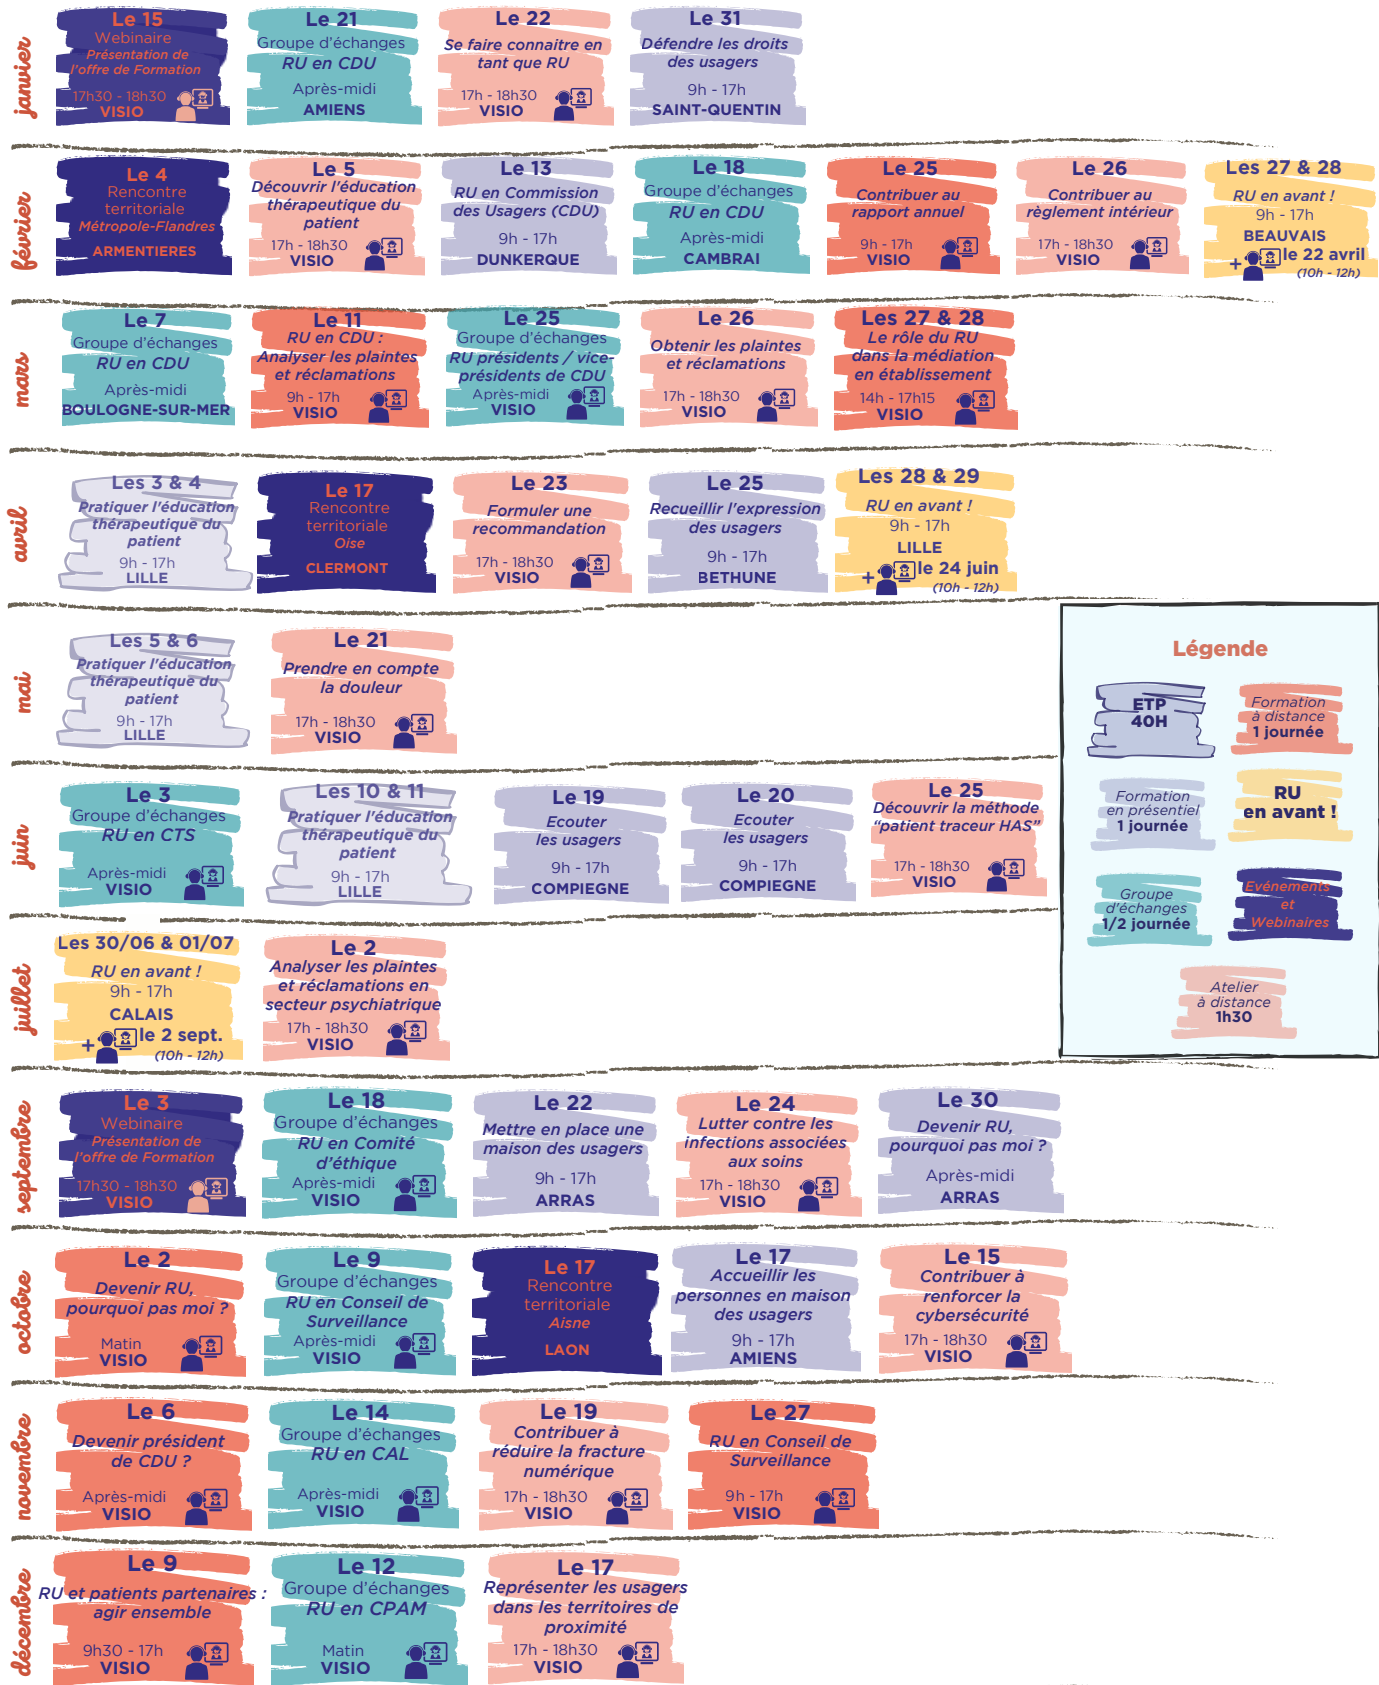 janvier
Le 15
Webinaire
Présentation de
l'offre de Formation
17h30 - 18h30
VISIO
Le 21
Groupe d'échanges
RU en CDU
Après-midi
AMIENS
Le 22
Se faire connaitre en
tant que RU
17h - 18h30
VISIO
Le 31
Défendre les droits
des usagers
9h - 17h
SAINT-QUENTIN
février
Le 4
Rencontre
territoriale
Métropole-Flandres
ARMENTIERES
Le 5
Découvrir l'éducation
thérapeutique du
patient
17h - 18h30
VISIO
Le 13
RU en Commission
des Usagers (CDU)
9h - 17h
DUNKERQUE
Le 18
Groupe d'échanges
RU en CDU
Après-midi
CAMBRAI
Le 25
Contribuer au
rapport annuel
9h - 17h
VISIO
Le 26
Contribuer au
règlement intérieur
17h - 18h30
VISIO
Les 27 & 28
RU en avant !
9h - 17h
BEAUVAIS
+ le 22 avril
(10h - 12h)
mars
Le 7
Groupe d'échanges
RU en CDU
Après-midi
BOULOGNE-SUR-MER
Le 11
RU en CDU :
Analyser les plaintes
et réclamations
9h - 17h
VISIO
Le 25
Groupe d'échanges
RU présidents / vice-
présidents de CDU
Après-midi
VISIO
Le 26
Obtenir les plaintes
et réclamations
17h - 18h30
VISIO
Les 27 & 28
Le rôle du RU
dans la médiation
en établissement
14h - 17h15
VISIO
avril
Les 3 & 4
Pratiquer l'éducation
thérapeutique du
patient
9h - 17h
LILLE
Le 17
Rencontre
territoriale
Oise
CLERMONT
Le 23
Formuler une
recommandation
17h - 18h30
VISIO
Le 25
Recueillir l'expression
des usagers
9h - 17h
BETHUNE
Les 28 & 29
RU en avant !
9h - 17h
LILLE
+ le 24 juin
(10h - 12h)
mai
Les 5 & 6
Pratiquer l'éducation
thérapeutique du
patient
9h - 17h
LILLE
Le 21
Prendre en compte
la douleur
17h - 18h30
VISIO
Légende
ETP
40H
Formation
à distance
1 journée
Formation
en présentiel
1 journée
RU
en avant !
Groupe
d'échanges
1/2 journée
Evénements
et
Webinaires
Atelier
à distance
1h30
juin
Le 3
Groupe d'échanges
RU en CTS
Après-midi
VISIO
Les 10 & 11
Pratiquer l'éducation
thérapeutique du
patient
9h - 17h
LILLE
Le 19
Ecouter
les usagers
9h - 17h
COMPIEGNE
Le 20
Ecouter
les usagers
9h - 17h
COMPIEGNE
Le 25
Découvrir la méthode
“patient traceur HAS”
17h - 18h30
VISIO
juillet
Les 30/06 & 01/07
RU en avant !
9h - 17h
CALAIS
+ le 2 sept.
(10h - 12h)
Le 2
Analyser les plaintes
et réclamations en
secteur psychiatrique
17h - 18h30
VISIO
septembre
Le 3
Webinaire
Présentation de
l'offre de Formation
17h30 - 18h30
VISIO
Le 18
Groupe d'échanges
RU en Comité
d'éthique
Après-midi
VISIO
Le 22
Mettre en place une
maison des usagers
9h - 17h
ARRAS
Le 24
Lutter contre les
infections associées
aux soins
17h - 18h30
VISIO
Le 30
Devenir RU,
pourquoi pas moi ?
Après-midi
ARRAS
octobre
Le 2
Devenir RU,
pourquoi pas moi ?
Matin
VISIO
Le 9
Groupe d'échanges
RU en Conseil de
Surveillance
Après-midi
VISIO
Le 17
Rencontre
territoriale
Aisne
LAON
Le 17
Accueillir les
personnes en maison
des usagers
9h - 17h
AMIENS
Le 15
Contribuer à
renforcer la
cybersécurité
17h - 18h30
VISIO
novembre
Le 6
Devenir président
de CDU ?
Après-midi
VISIO
Le 14
Groupe d'échanges
RU en CAL
Après-midi
VISIO
Le 19
Contribuer à
réduire la fracture
numérique
17h - 18h30
VISIO
Le 27
RU en Conseil de
Surveillance
9h - 17h
VISIO
décembre
Le 9
RU et patients partenaires :
agir ensemble
9h30 - 17h
VISIO
Le 12
Groupe d'échanges
RU en CPAM
Matin
VISIO
Le 17
Représenter les usagers
dans les territoires de
proximité
17h - 18h30
VISIO